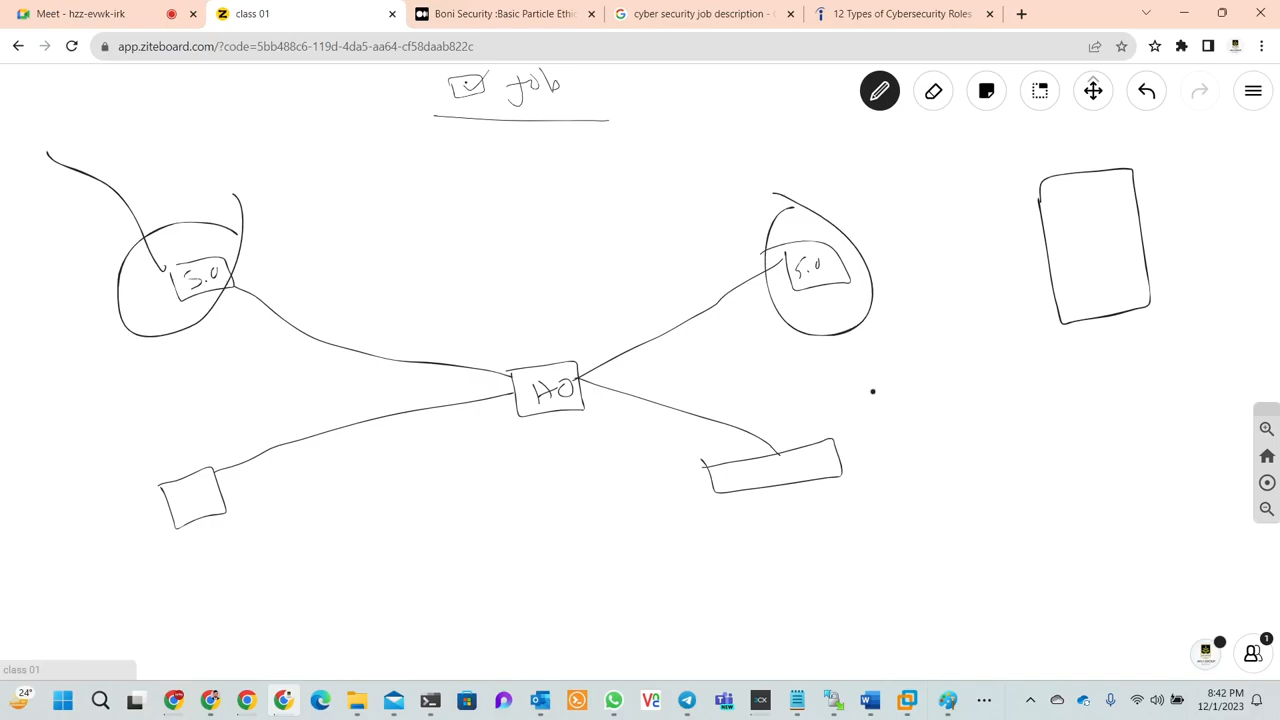 Meet - hzz-evwk-irk
class 01
Boni Security :Basic Particle Ethic
cyber security job description -
12 Types of Cybersecurity Roles
app.ziteboard.com/?code=5bb488c6-119d-4da5-aa64-cf58daab822c
job
S.O
S.O
HO
class 01
1
24°
NEW
8:42 PM
12/1/2023